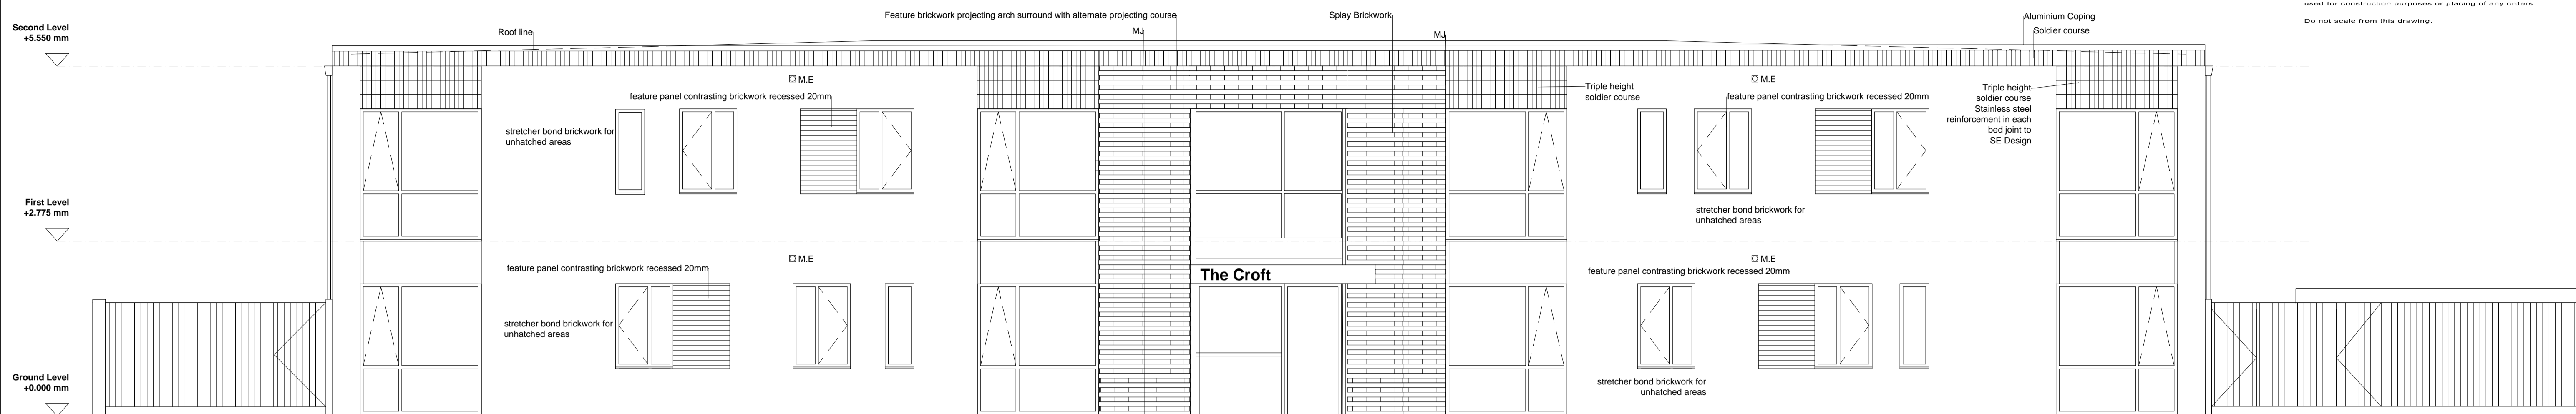 used for construction purposes or placing of any orders.
Do not scale from this drawing.
Second Level
+5.550 mm
Roof line
Feature brickwork projecting arch surround with alternate projecting course
MJ
Splay Brickwork
MJ
Aluminium Coping
Soldier course
M.E
feature panel contrasting brickwork recessed 20mm
stretcher bond brickwork for
unhatched areas
Triple height
soldier course
M.E
feature panel contrasting brickwork recessed 20mm
Triple height
soldier course
Stainless steel
reinforcement in each
bed joint to
SE Design
First Level
+2.775 mm
stretcher bond brickwork for
unhatched areas
M.E
feature panel contrasting brickwork recessed 20mm
The Croft
M.E
feature panel contrasting brickwork recessed 20mm
stretcher bond brickwork for
unhatched areas
Ground Level
+0.000 mm
stretcher bond brickwork for
unhatched areas